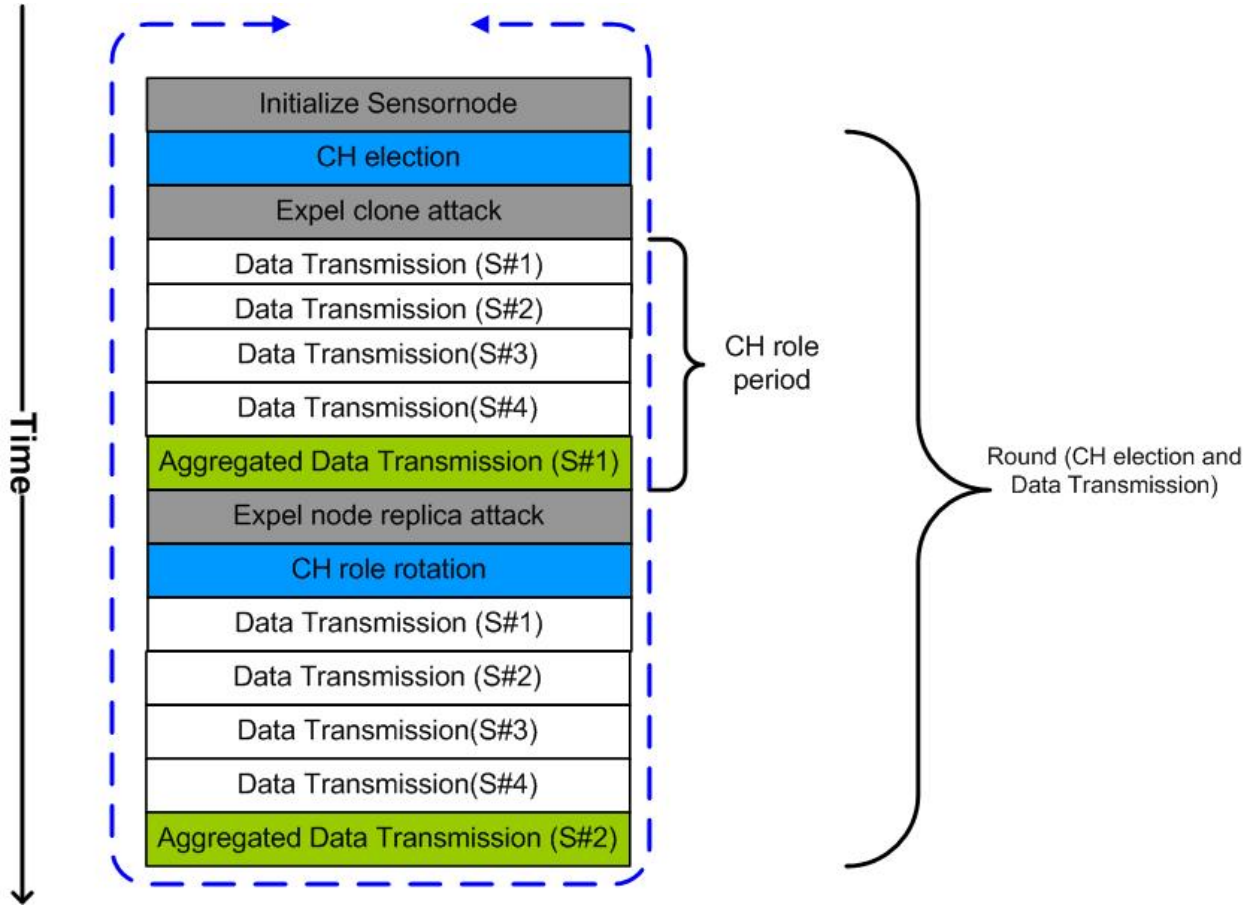 Time
Initialize Sensornode
CH election
Expel clone attack
Data Transmission (S#1)
Data Transmission (S#2)
Data Transmission(S#3)
Data Transmission(S#4)
Aggregated Data Transmission (S#1)
Expel node replica attack
CH role rotation
Data Transmission (S#1)
Data Transmission (S#2)
Data Transmission(S#3)
Data Transmission(S#4)
Aggregated Data Transmission (S#2)
CH role
period
Round (CH election and
Data Transmission)